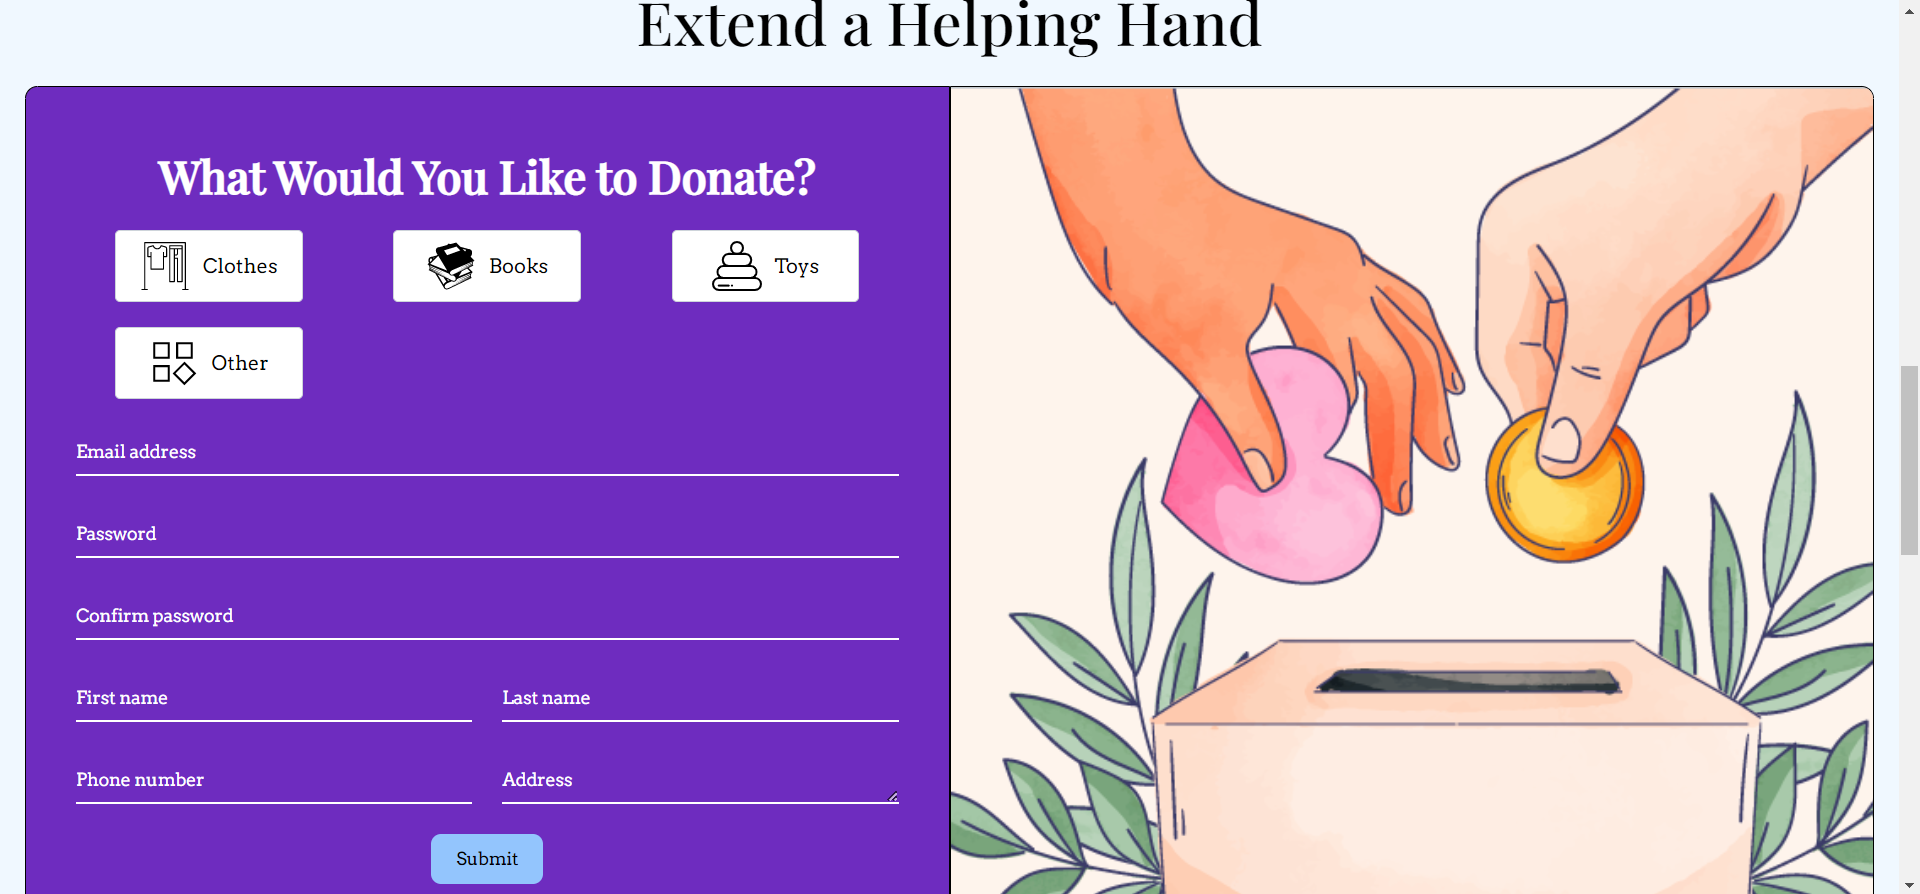 Extend a Helping Hand
What Would You Like to Donate?
Clothes
Books
Toys
Other
Email address
Password
Confirm password
First name
Last name
Phone number
Address
Submit